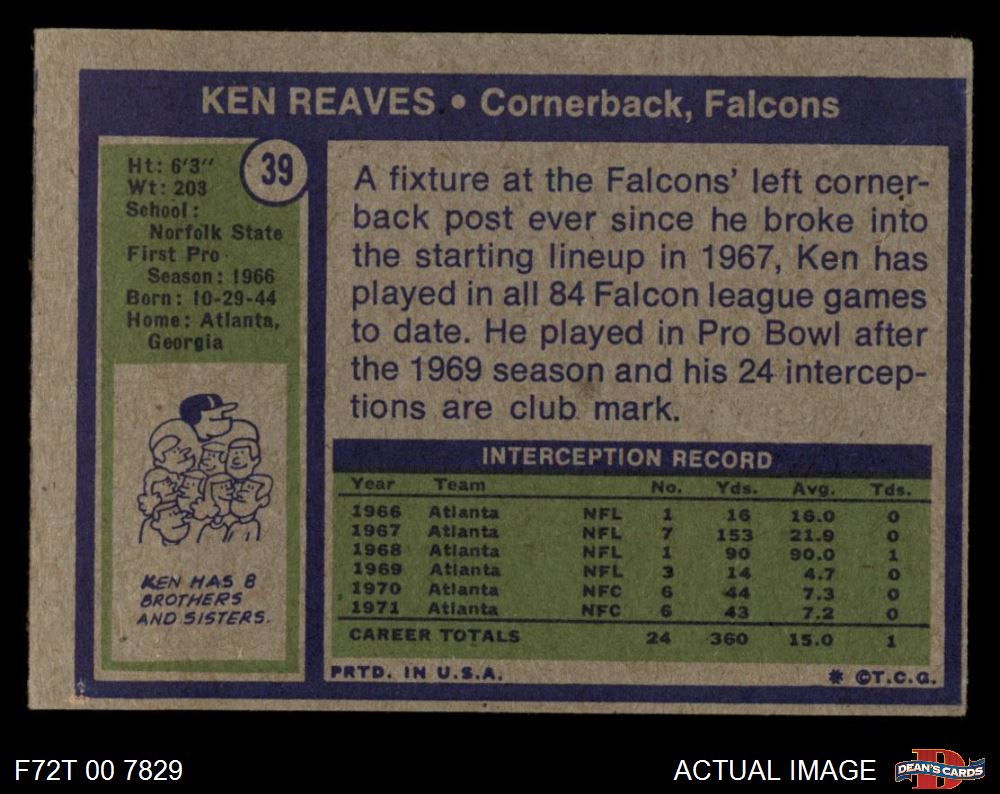 KEN REAVES • Cornerback, Falcons
39
Ht: 6'3"
Wt: 203
School:
Norfolk State
First Pro
Season: 1966
Born: 10-29-44
Home: Atlanta,
Georgia
KEN HAS 8
BROTHERS
AND SISTERS.
A fixture at the Falcons' left corner-
back post ever since he broke into
the starting lineup in 1967, Ken has
played in all 84 Falcon league games
to date. He played in Pro Bowl after
the 1969 season and his 24 intercep-
tions are club mark.
INTERCEPTION RECORD
Year Team No. Yds. Avg. Tds.
1966 Atlanta NFL 1 16 16.0 0
1967 Atlanta NFL 7 153 21.9 0
1968 Atlanta NFL 1 90 90.0 1
1969 Atlanta NFL 3 14 4.7 0
1970 Atlanta NFC 6 44 7.3 0
1971 Atlanta NFC 6 43 7.2 0
CAREER TOTALS 24 360 15.0 1
PRTD. IN U.S.A. * ©T.C.G.
F72T 00 7829
ACTUAL IMAGE
DEAN'S CARDS